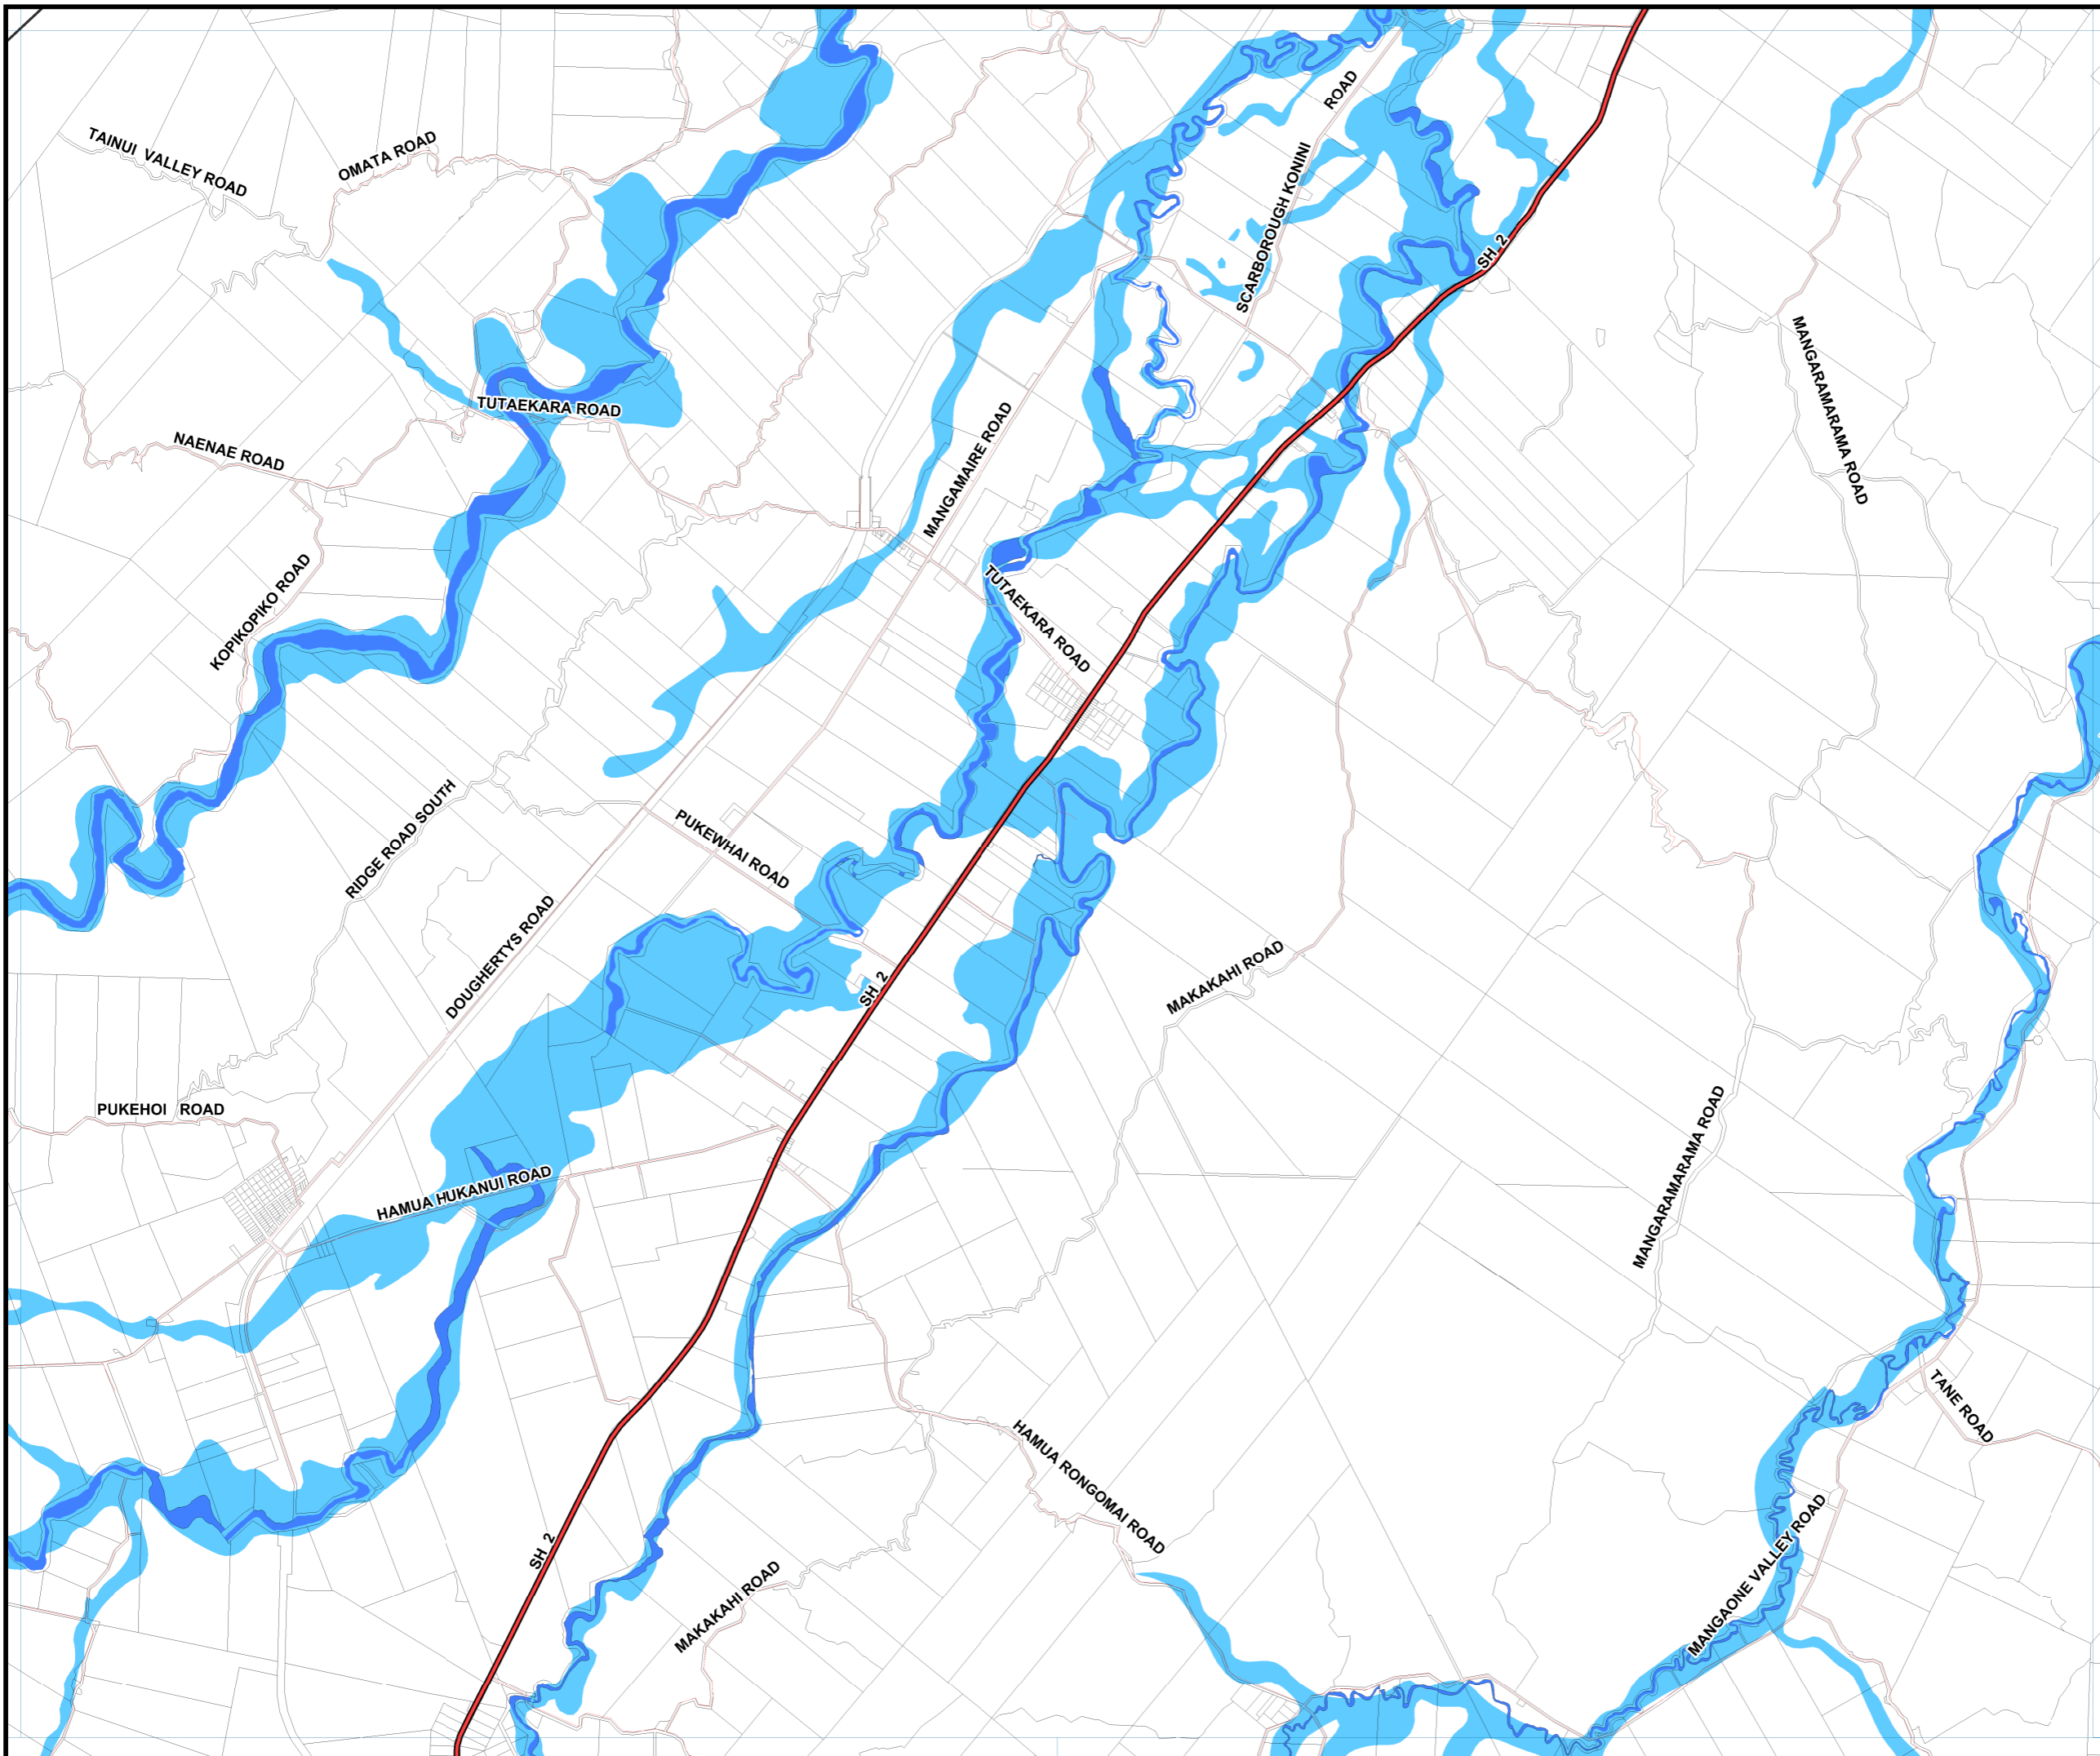 ROAD
TAINUI VALLEY ROAD
OMATA ROAD
SCARBOROUGH KONINI
SH 2
MANGARAMARAMA ROAD
TUTAEKARA ROAD
NAENAE ROAD
MANGAMAIRE ROAD
KOPIKOPIKO ROAD
TUTAEKARA ROAD
RIDGE ROAD SOUTH
PUKEWHAI ROAD
DOUGHERTYS ROAD
SH 2
MAKAKAHI ROAD
PUKEHOI ROAD
MANGARAMARAMA ROAD
HAMUA HUKANUI ROAD
TANE ROAD
HAMUA RONGOMAI ROAD
SH 2
MANGAONE VALLEY ROAD
MAKAKAHI ROAD